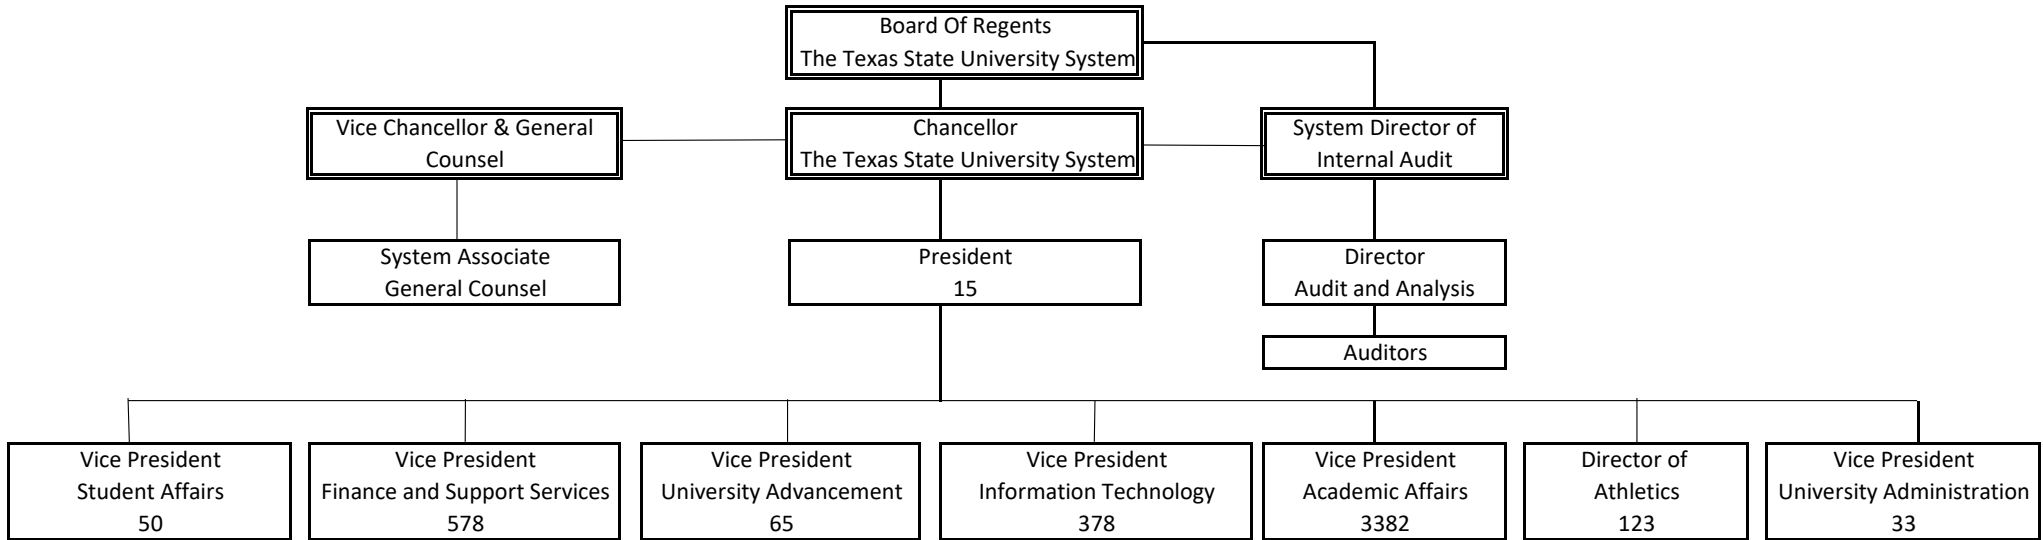 Board Of Regents
The Texas State University System
Vice Chancellor & General
Counsel
Chancellor
The Texas State University System
System Director of
Internal Audit
System Associate
General Counsel
President
15
Director
Audit and Analysis
Auditors
Vice President
Student Affairs
50
Vice President
Finance and Support Services
578
Vice President
University Advancement
65
Vice President
Information Technology
378
Vice President
Academic Affairs
3382
Director of
Athletics
123
Vice President
University Administration
33